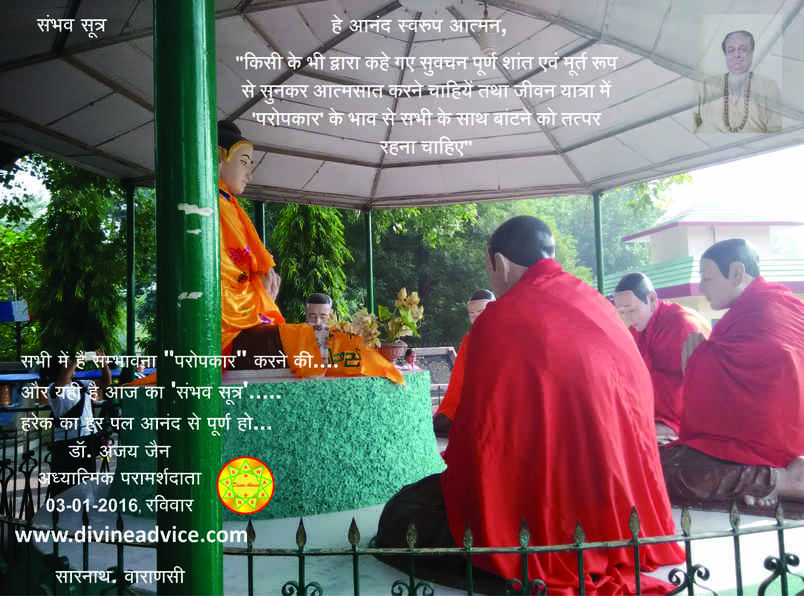 संभव सूत्र
हे आनंद स्वरुप आत्मन,
"किसी के भी द्वारा कहे गए सुवचन पूर्ण शांत एवं मूर्त रूप
से सुनकर आत्मसात करने चाहियें तथा जीवन यात्रा में
'परोपकार' के भाव से सभी के साथ बांटने को तत्पर
रहना चाहिए"
सभी में है सम्भावना "परोपकार" करने की....
और यही है आज का 'संभव सूत्र'.....
हरेक का हर पल आनंद से पूर्ण हो...
डॉ. अजय जैन
अध्यात्मिक परामर्शदाता
03-01-2016, रविवार
www.divineadvice.com
सारनाथ. वाराणसी